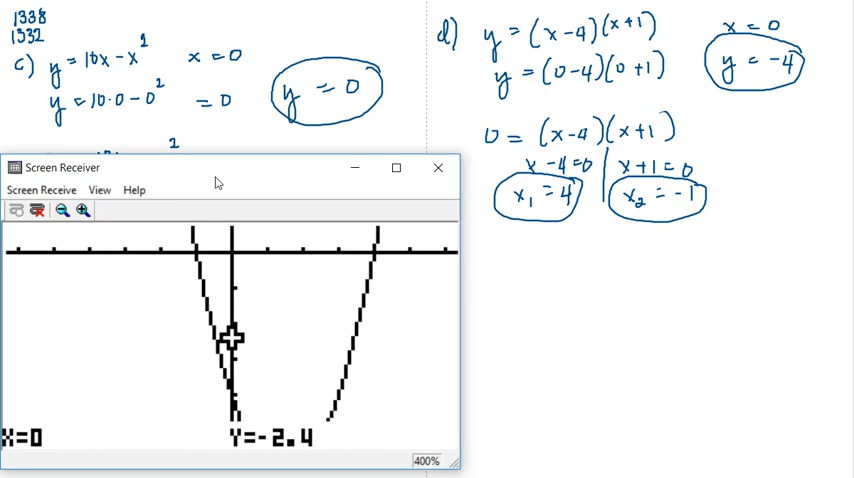 1338
1332
c) y = 10x - x²    x = 0
y = 10·0 - 0²    = 0    y = 0
2
Screen Receiver
Screen Receive View Help
X=0 Y=-2.4
400%
d) y = (x-4)(x+1)    x = 0
y = (0-4)(0+1)    y = -4
0 = (x-4)(x+1)
x-4=0 | x+1=0
x₁ = 4 | x₂ = -1